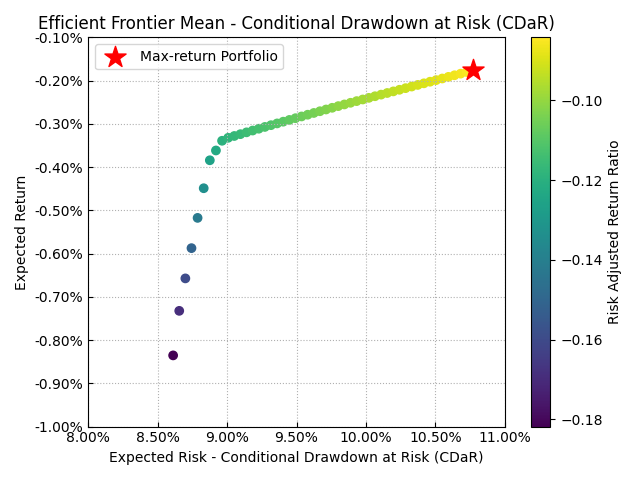 Efficient Frontier Mean - Conditional Drawdown at Risk (CDaR)
Max-return Portfolio
Expected Return
-0.10%
-0.20%
-0.30%
-0.40%
-0.50%
-0.60%
-0.70%
-0.80%
-0.90%
-1.00%
8.00% 8.50% 9.00% 9.50% 10.00% 10.50% 11.00%
Expected Risk - Conditional Drawdown at Risk (CDaR)
−0.10
−0.12
−0.14
−0.16
−0.18
Risk Adjusted Return Ratio